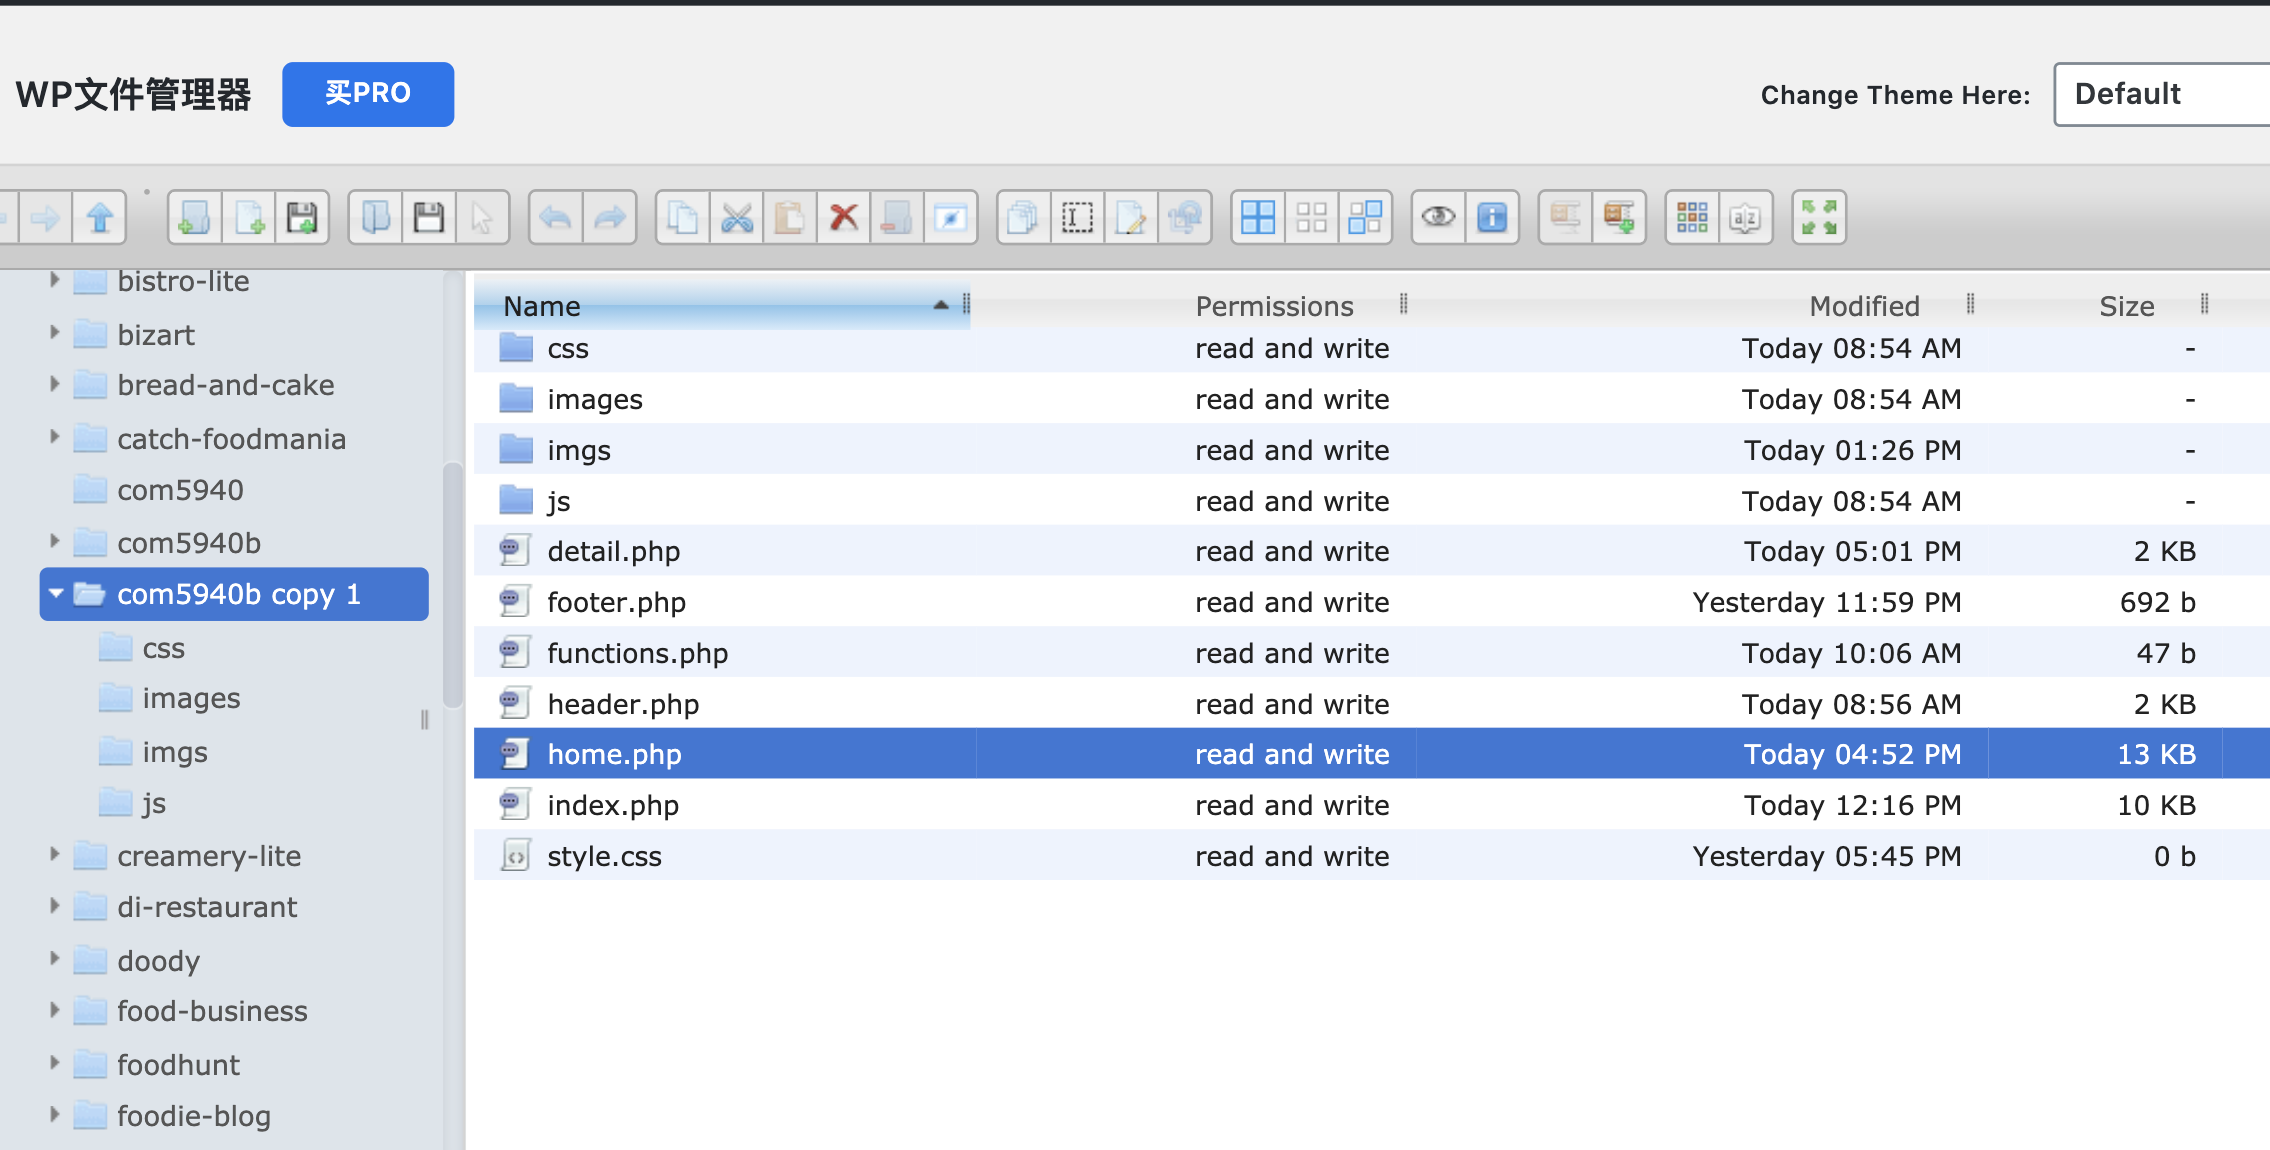 WP文件管理器 买PRO Change Theme Here: Default
bistro-lite
bizart
bread-and-cake
catch-foodmania
com5940
com5940b
com5940b copy 1
css
images
imgs
js
creamery-lite
di-restaurant
doody
food-business
foodhunt
foodie-blog
Name Permissions Modified Size
css read and write Today 08:54 AM -
images read and write Today 08:54 AM -
imgs read and write Today 01:26 PM -
js read and write Today 08:54 AM -
detail.php read and write Today 05:01 PM 2 KB
footer.php read and write Yesterday 11:59 PM 692 b
functions.php read and write Today 10:06 AM 47 b
header.php read and write Today 08:56 AM 2 KB
home.php read and write Today 04:52 PM 13 KB
index.php read and write Today 12:16 PM 10 KB
style.css read and write Yesterday 05:45 PM 0 b